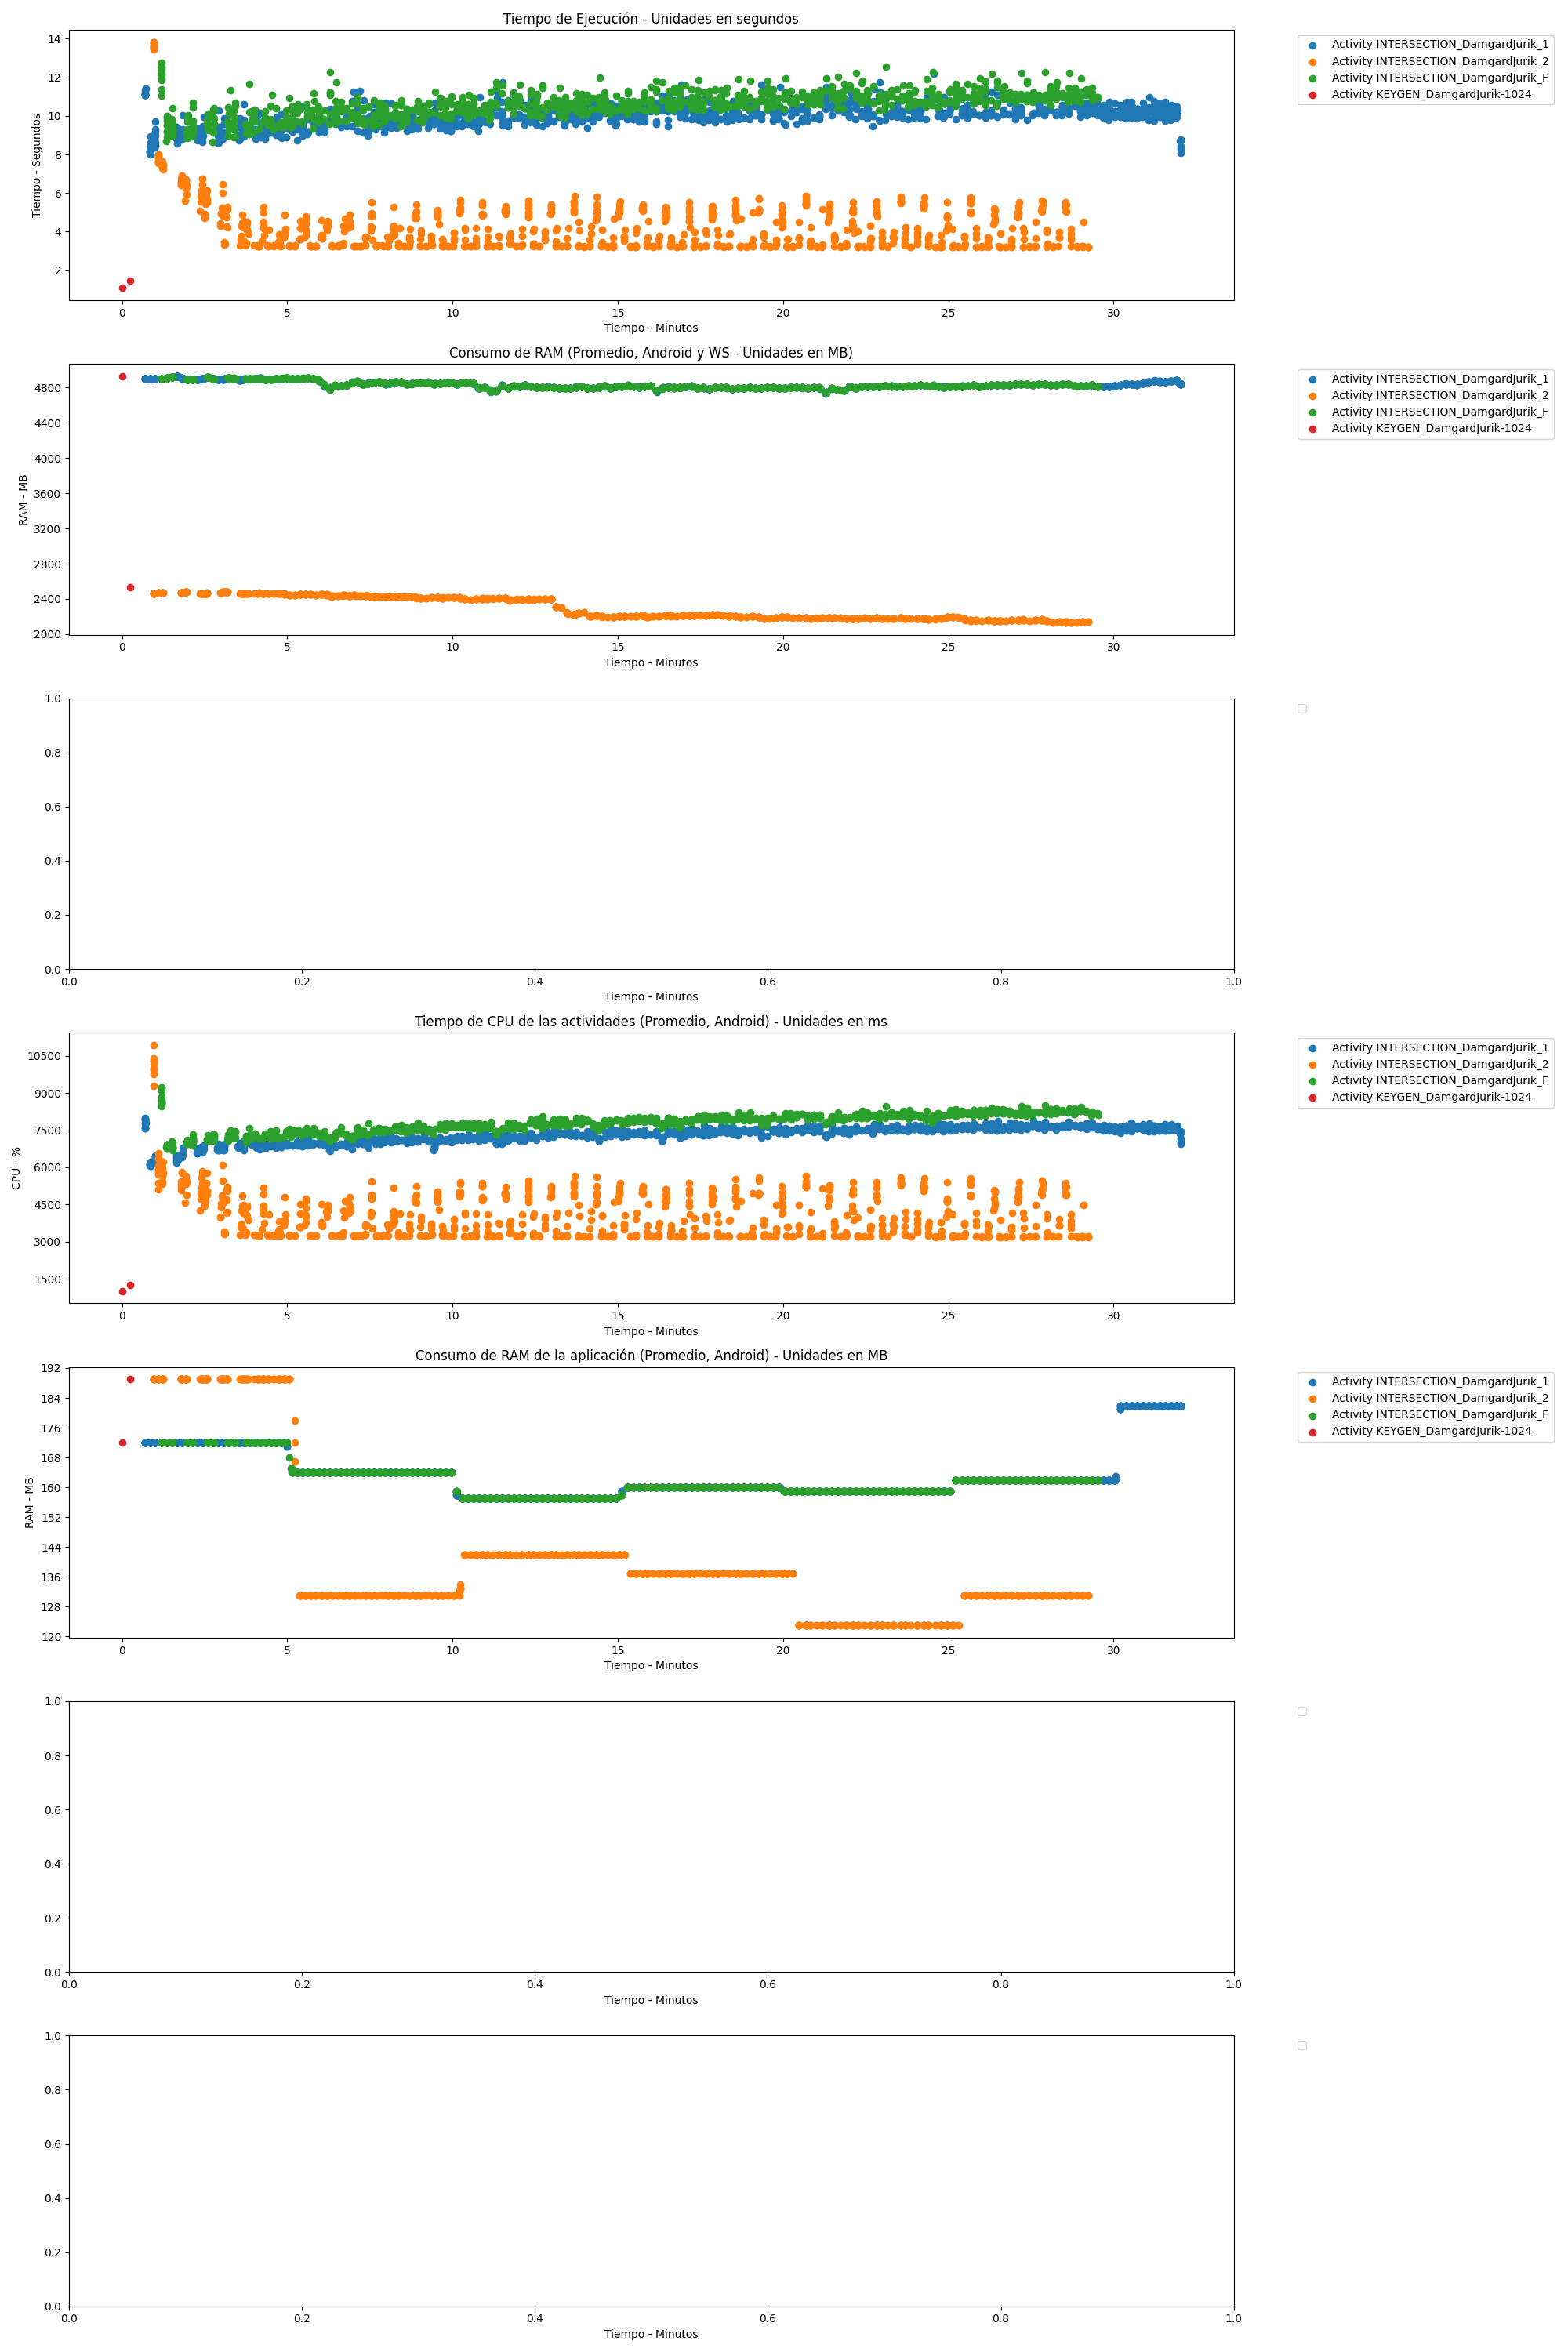 Tiempo de Ejecución - Unidades en segundos
14
12
10
8
6
4
2
Tiempo - Segundos
0 5 10 15 20 25 30
Tiempo - Minutos
Activity INTERSECTION_DamgardJurik_1
Activity INTERSECTION_DamgardJurik_2
Activity INTERSECTION_DamgardJurik_F
Activity KEYGEN_DamgardJurik-1024
Consumo de RAM (Promedio, Android y WS - Unidades en MB)
4800
4400
4000
3600
3200
2800
2400
2000
RAM - MB
0 5 10 15 20 25 30
Tiempo - Minutos
Activity INTERSECTION_DamgardJurik_1
Activity INTERSECTION_DamgardJurik_2
Activity INTERSECTION_DamgardJurik_F
Activity KEYGEN_DamgardJurik-1024
1.0
0.8
0.6
0.4
0.2
0.0
0.0 0.2 0.4 0.6 0.8 1.0
Tiempo - Minutos
Tiempo de CPU de las actividades (Promedio, Android) - Unidades en ms
10500
9000
7500
6000
4500
3000
1500
CPU - %
0 5 10 15 20 25 30
Tiempo - Minutos
Activity INTERSECTION_DamgardJurik_1
Activity INTERSECTION_DamgardJurik_2
Activity INTERSECTION_DamgardJurik_F
Activity KEYGEN_DamgardJurik-1024
Consumo de RAM de la aplicación (Promedio, Android) - Unidades en MB
192
184
176
168
160
152
144
136
128
120
RAM - MB
0 5 10 15 20 25 30
Tiempo - Minutos
Activity INTERSECTION_DamgardJurik_1
Activity INTERSECTION_DamgardJurik_2
Activity INTERSECTION_DamgardJurik_F
Activity KEYGEN_DamgardJurik-1024
1.0
0.8
0.6
0.4
0.2
0.0
0.0 0.2 0.4 0.6 0.8 1.0
Tiempo - Minutos
1.0
0.8
0.6
0.4
0.2
0.0
0.0 0.2 0.4 0.6 0.8 1.0
Tiempo - Minutos